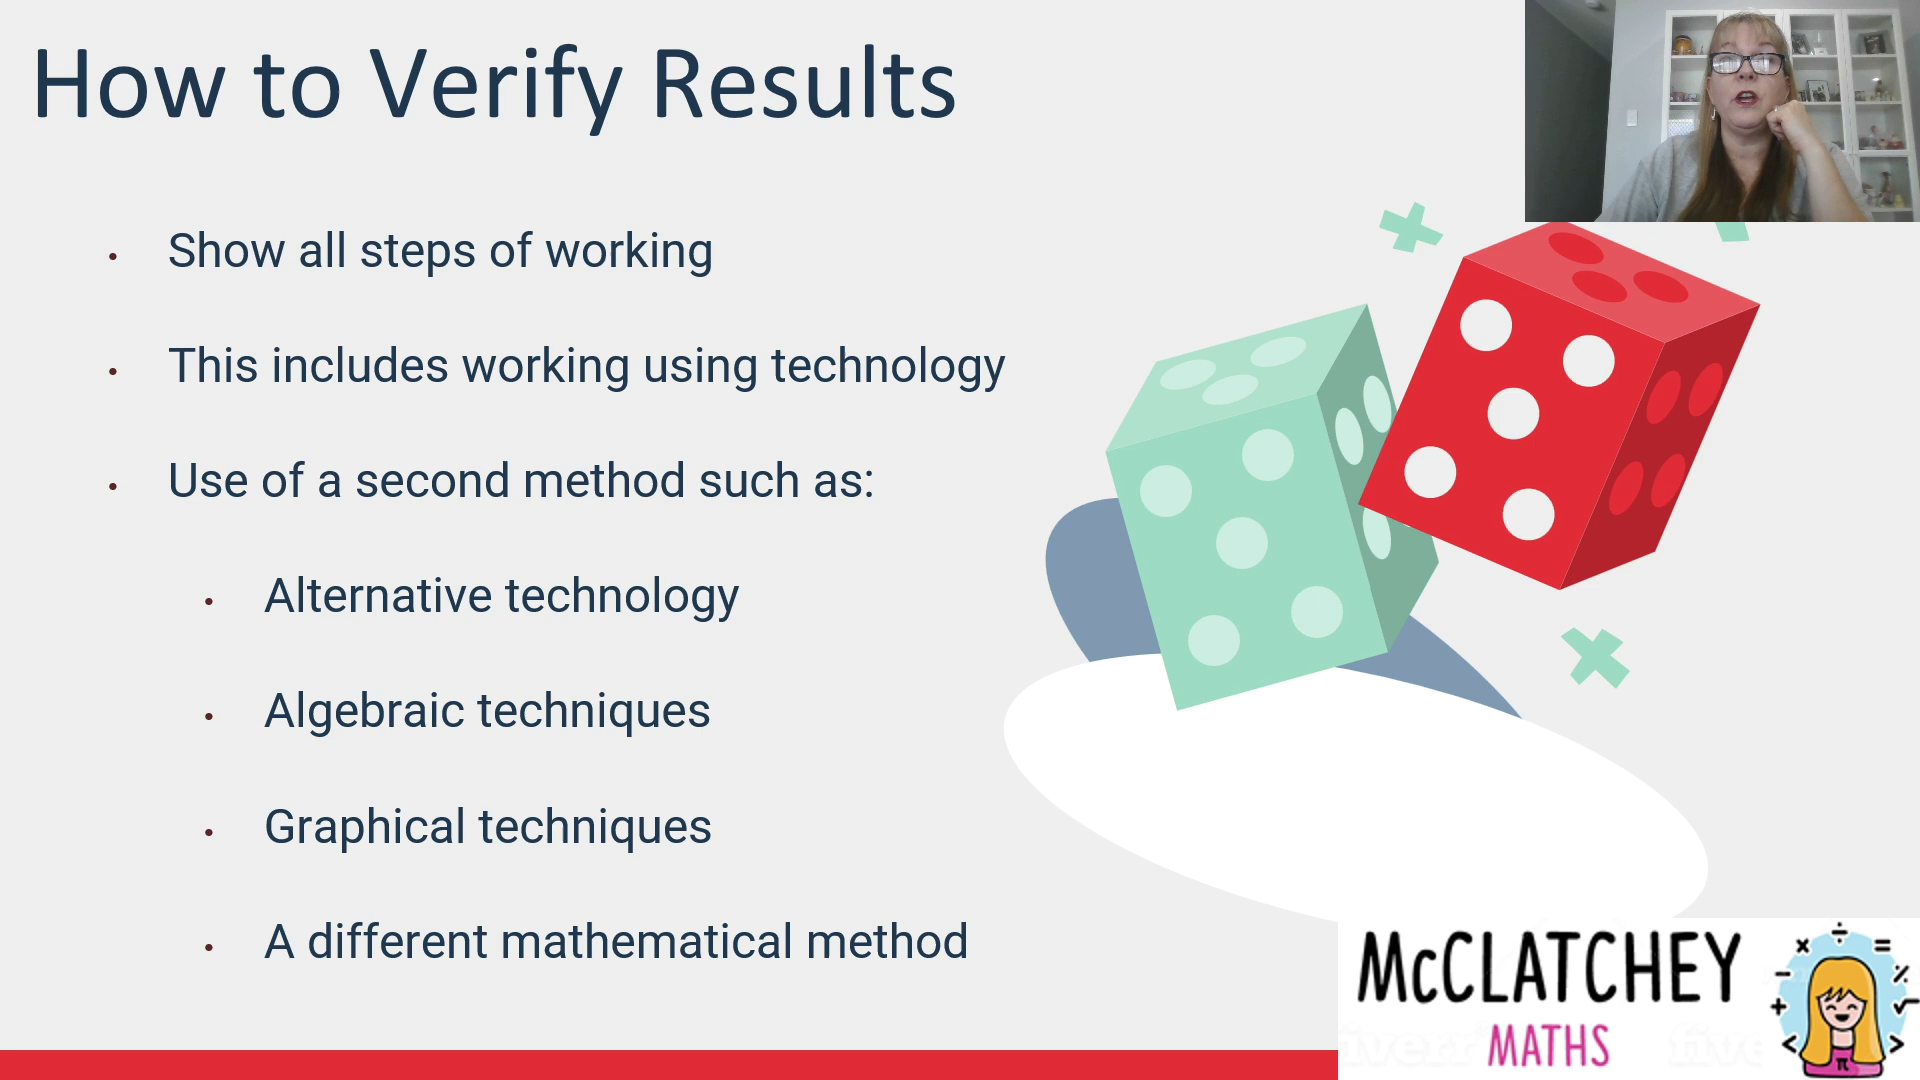 How to Verify Results
Show all steps of working
This includes working using technology
Use of a second method such as:
Alternative technology
Algebraic techniques
Graphical techniques
A different mathematical method
McCLATCHEY
MATHS